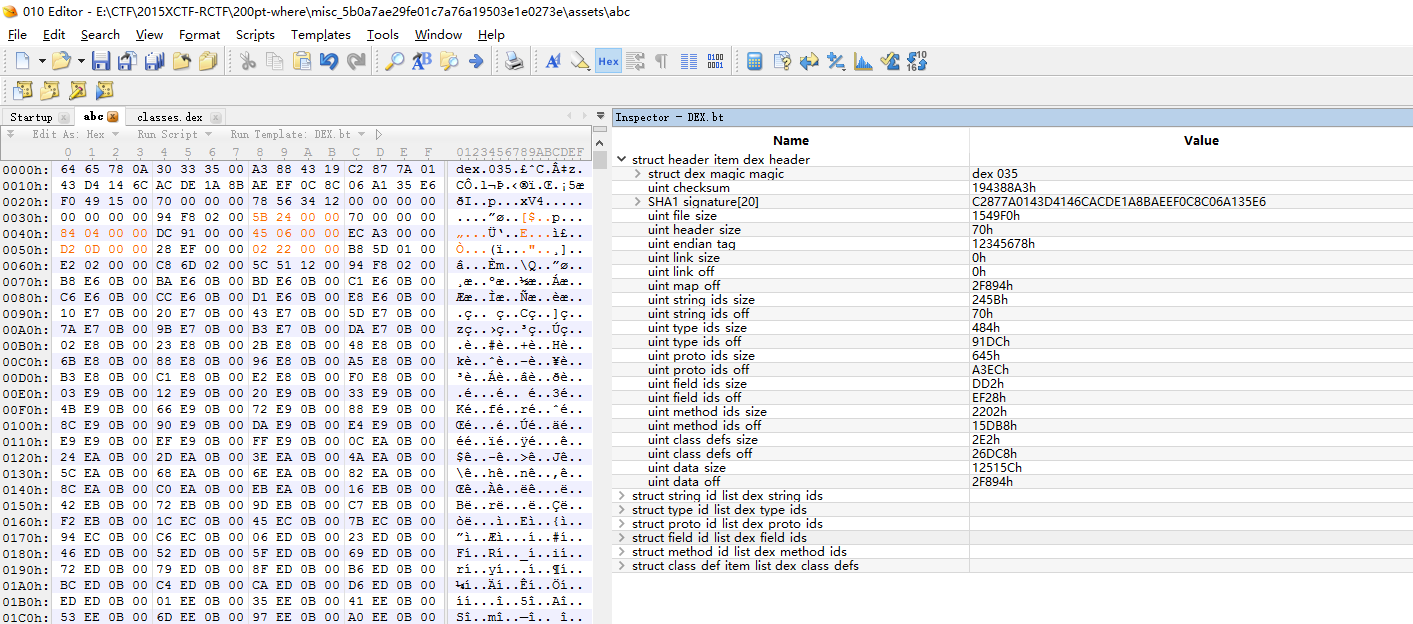 010 Editor - E:\CTF\2015XCTF-RCTF\200pt-where\misc_5b0a7ae29fe01c7a76a19503e1e0273e\assets\abc
File Edit Search View Format Scripts Templates Tools Window Help
Startup abc classes.dex
Edit As: Hex Run Script Run Template: DEX.bt
0 1 2 3 4 5 6 7 8 9 A B C D E F 0123456789ABCDEF
0000h: 64 65 78 0A 30 33 35 00 A3 88 43 19 C2 87 7A 01 dex.035.£ˆC.Â‡z.
0010h: 43 D4 14 6C AC DE 1A 8B AE EF 0C 8C 06 A1 35 E6 CÔ.l¬Þ.‹®ï.Œ.¡5æ
0020h: F0 49 15 00 70 00 00 00 78 56 34 12 00 00 00 00 ðI..p...xV4.....
0030h: 00 00 00 00 94 F8 02 00 5B 24 00 00 70 00 00 00 ....”ø..[$..p...
0040h: 84 04 00 00 DC 91 00 00 45 06 00 00 EC A3 00 00 „...Ü‘..E...ì£..
0050h: D2 0D 00 00 28 EF 00 00 02 22 00 00 B8 5D 01 00 Ò...(ï..."..¸]..
0060h: E2 02 00 00 C8 6D 02 00 5C 51 12 00 94 F8 02 00 â...Èm..\Q..”ø..
0070h: B8 E6 0B 00 BA E6 0B 00 BD E6 0B 00 C1 E6 0B 00 ¸æ..ºæ..½æ..Áæ..
0080h: C6 E6 0B 00 CC E6 0B 00 D1 E6 0B 00 E8 E6 0B 00 Ææ..Ìæ..Ñæ..èæ..
0090h: 10 E7 0B 00 20 E7 0B 00 43 E7 0B 00 5D E7 0B 00 .ç.. ç..Cç..]ç..
00A0h: 7A E7 0B 00 9B E7 0B 00 B3 E7 0B 00 DA E7 0B 00 zç..›ç..³ç..Úç..
00B0h: 02 E8 0B 00 23 E8 0B 00 2B E8 0B 00 48 E8 0B 00 .è..#è..+è..Hè..
00C0h: 6B E8 0B 00 88 E8 0B 00 96 E8 0B 00 A5 E8 0B 00 kè..ˆè..–è..¥è..
00D0h: B3 E8 0B 00 C1 E8 0B 00 E2 E8 0B 00 F0 E8 0B 00 ³è..Áè..âè..ðè..
00E0h: 03 E9 0B 00 12 E9 0B 00 20 E9 0B 00 33 E9 0B 00 .é...é.. é..3é..
00F0h: 4B E9 0B 00 66 E9 0B 00 72 E9 0B 00 88 E9 0B 00 Ké..fé..ré..ˆé..
0100h: 8C E9 0B 00 90 E9 0B 00 DA E9 0B 00 E4 E9 0B 00 Œé...é..Úé..äé..
0110h: E9 E9 0B 00 EF E9 0B 00 FF E9 0B 00 0C EA 0B 00 éé..ïé..ÿé...ê..
0120h: 24 EA 0B 00 2D EA 0B 00 3E EA 0B 00 4A EA 0B 00 $ê..-ê..>ê..Jê..
0130h: 5C EA 0B 00 68 EA 0B 00 6E EA 0B 00 82 EA 0B 00 \ê..hê..nê..‚ê..
0140h: 8C EA 0B 00 C0 EA 0B 00 EB EA 0B 00 16 EB 0B 00 Œê..Àê..ëê...ë..
0150h: 42 EB 0B 00 72 EB 0B 00 9D EB 0B 00 C7 EB 0B 00 Bë..rë...ë..Çë..
0160h: F2 EB 0B 00 1C EC 0B 00 45 EC 0B 00 7B EC 0B 00 òë...ì..Eì..{ì..
0170h: 94 EC 0B 00 C6 EC 0B 00 06 ED 0B 00 23 ED 0B 00 ”ì..Æì...í..#í..
0180h: 46 ED 0B 00 52 ED 0B 00 5F ED 0B 00 69 ED 0B 00 Fí..Rí.._í..ií..
0190h: 72 ED 0B 00 79 ED 0B 00 8F ED 0B 00 B6 ED 0B 00 rí..yí...í..¶í..
01A0h: BC ED 0B 00 C4 ED 0B 00 CA ED 0B 00 D6 ED 0B 00 ¼í..Äí..Êí..Öí..
01B0h: ED ED 0B 00 01 EE 0B 00 35 EE 0B 00 41 EE 0B 00 íí...î..5î..Aî..
01C0h: 53 EE 0B 00 6D EE 0B 00 97 EE 0B 00 A0 EE 0B 00 Sî..mî..—î.. î..
Inspector - DEX.bt
Name Value
struct header item dex header
struct dex magic magic dex 035
uint checksum 194388A3h
SHA1 signature[20] C2877A0143D4146CACDE1A8BAEEF0C8C06A135E6
uint file size 1549F0h
uint header size 70h
uint endian tag 12345678h
uint link size 0h
uint link off 0h
uint map off 2F894h
uint string ids size 245Bh
uint string ids off 70h
uint type ids size 484h
uint type ids off 91DCh
uint proto ids size 645h
uint proto ids off A3ECh
uint field ids size DD2h
uint field ids off EF28h
uint method ids size 2202h
uint method ids off 15DB8h
uint class defs size 2E2h
uint class defs off 26DC8h
uint data size 12515Ch
uint data off 2F894h
struct string id list dex string ids
struct type id list dex type ids
struct proto id list dex proto ids
struct field id list dex field ids
struct method id list dex method ids
struct class def item list dex class defs